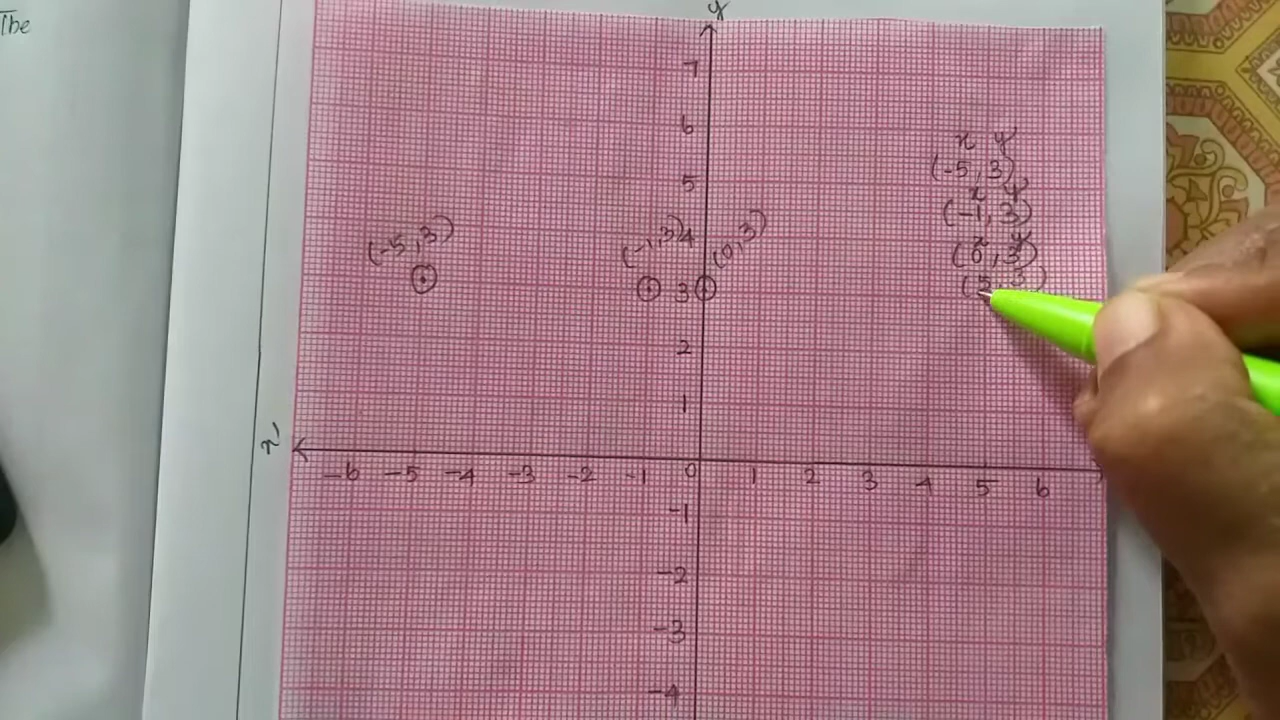 The
y
7
6
x y
(-5, 3)
5
x y
(-1, 3)
(-5, 3)
(-1, 3)
4
(0, 3)
x y
(0, 3)
3
2
1
x'
-6 -5 -4 -3 -2 -1 0 1 2 3 4 5 6
-1
-2
-3
-4